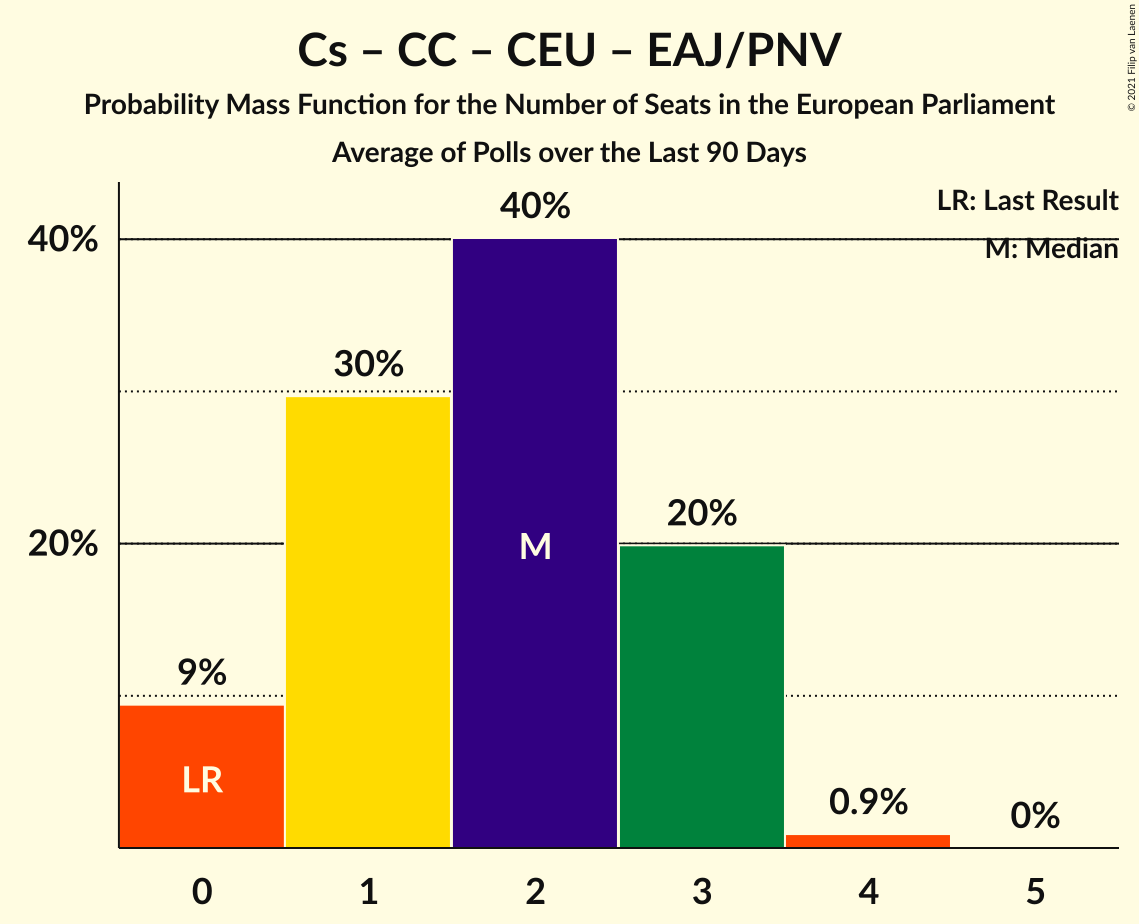 Cs – CC – CEU – EAJ/PNV
Probability Mass Function for the Number of Seats in the European Parliament
Average of Polls over the Last 90 Days
© 2021 Filip van Laenen
LR: Last Result
M: Median
40%
20%
9%
30%
40%
20%
0.9%
0%
LR
M
0
1
2
3
4
5